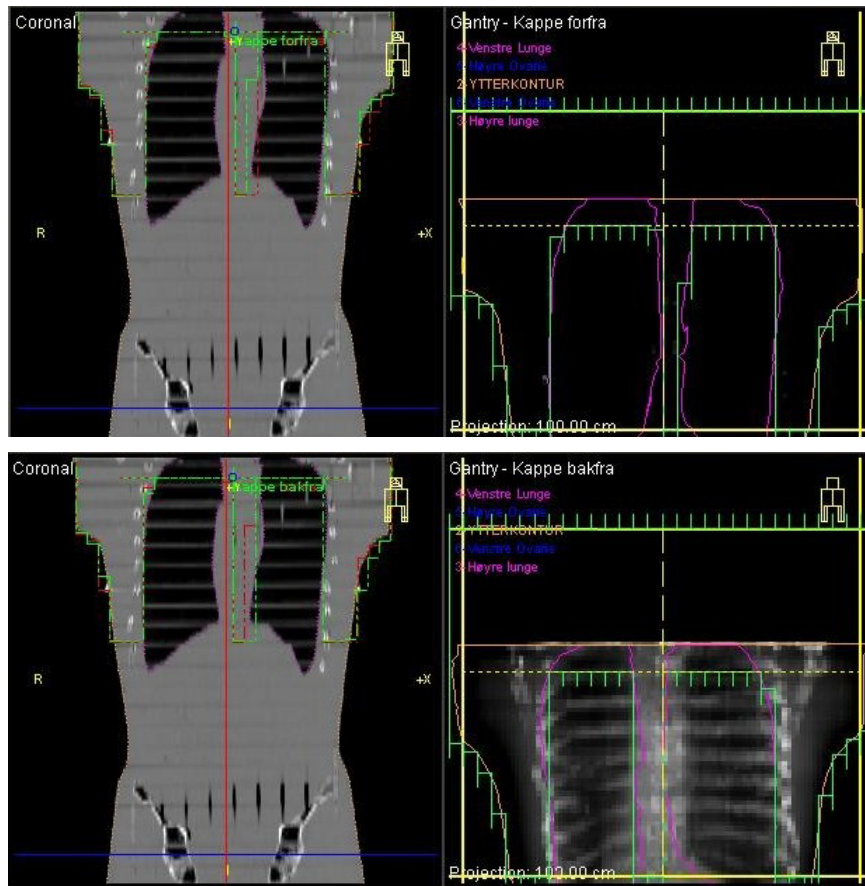 Coronal
Kappe forfra
R
+X
Gantry - Kappe forfra
4-Venstre Lunge
5-Høyre Ovarie
2-YTTERKONTUR
6-Venstre Ovarie
3-Høyre lunge
Projection: 100.00 cm
Coronal
Kappe bakfra
R
+X
Gantry - Kappe bakfra
4-Venstre Lunge
5-Høyre Ovarie
2-YTTERKONTUR
6-Venstre Ovarie
3-Høyre lunge
Projection: 100.00 cm